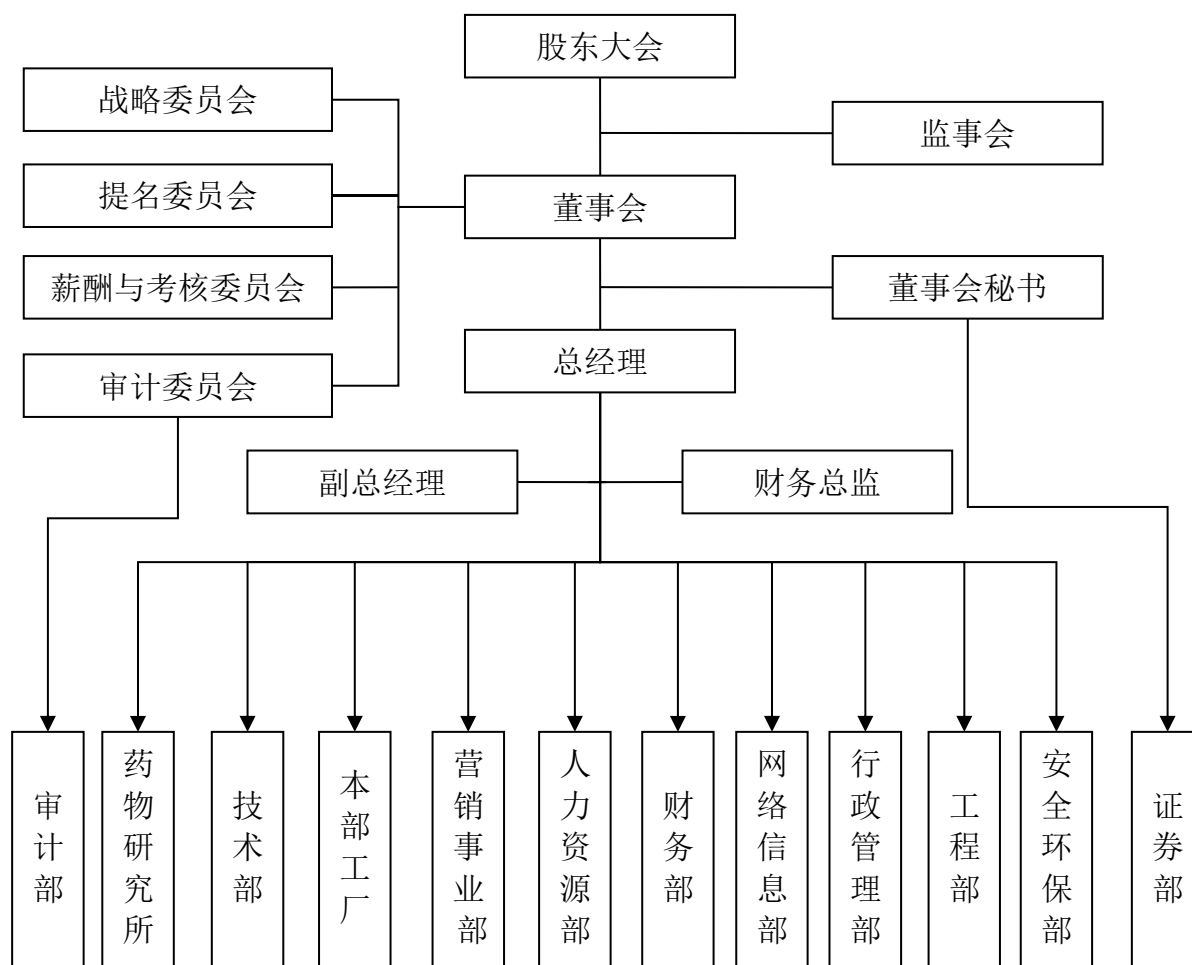 股东大会
战略委员会
监事会
提名委员会
董事会
薪酬与考核委员会
董事会秘书
总经理
审计委员会
副总经理
财务总监
审计部
药物研究所
技术部
本部工厂
营销事业部
人力资源部
财务部
网络信息部
行政管理部
工程部
安全环保部
证券部